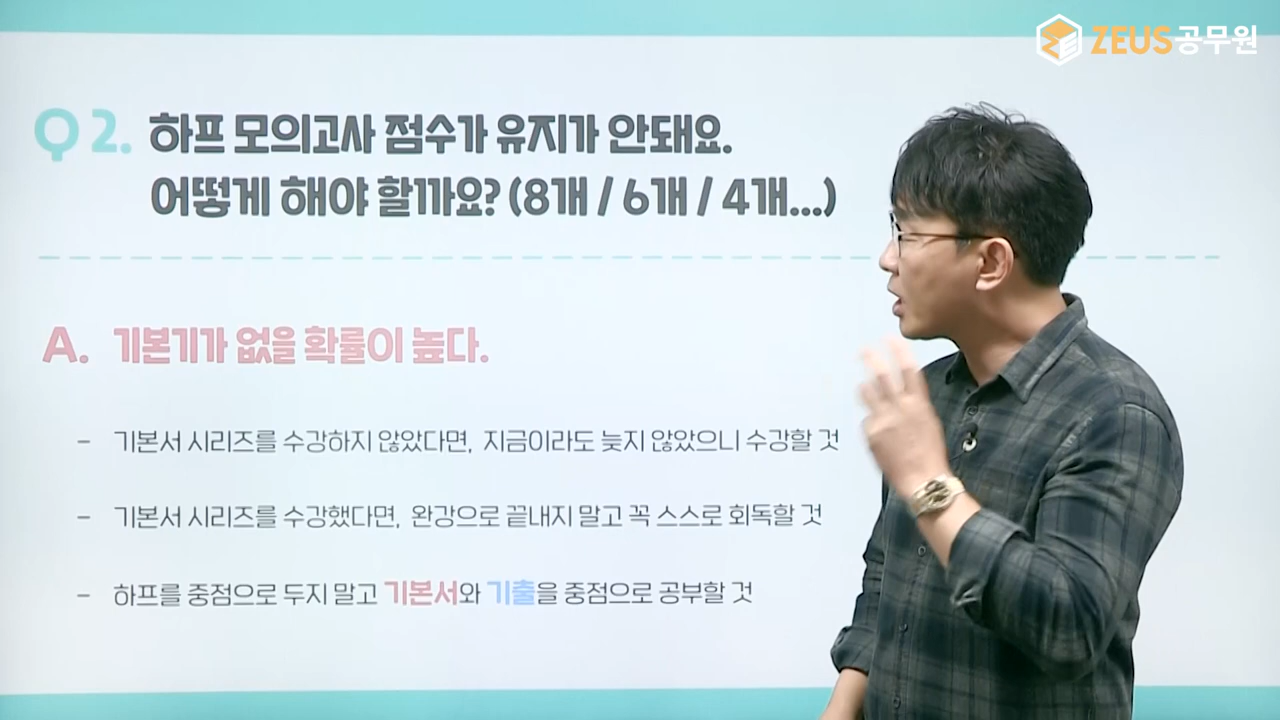 ZEUS공무원
Q 2. 하프 모의고사 점수가 유지가 안돼요.
어떻게 해야 할까요? (8개 / 6개 / 4개...)
A. 기본기가 없을 확률이 높다.
- 기본서 시리즈를 수강하지 않았다면, 지금이라도 늦지 않았으니 수강할 것
- 기본서 시리즈를 수강했다면, 완강으로 끝내지 말고 꼭 스스로 회독할 것
- 하프를 중점으로 두지 말고 기본서와 기출을 중점으로 공부할 것